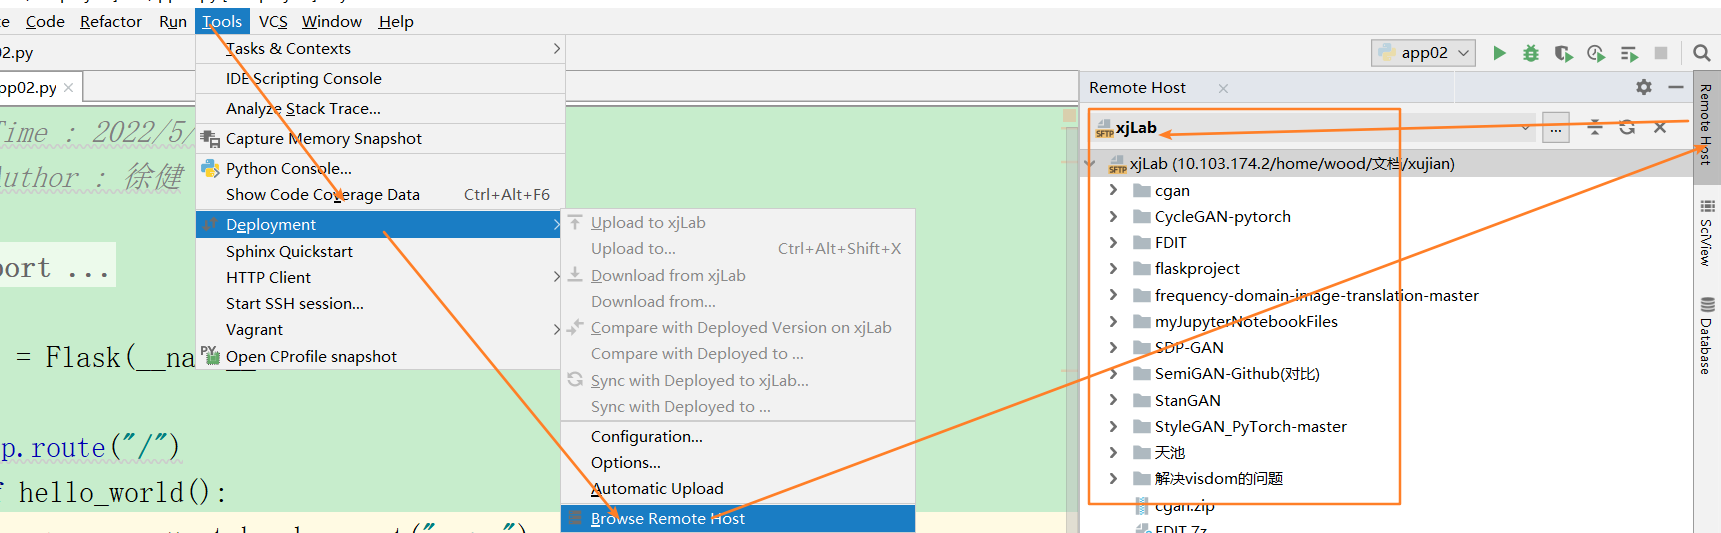 Code Refactor Run Tools VCS Window Help
02.py
app02
app02.py
Time : 2022/5/
Author : 徐健
port ...
= Flask(__na
p.route("/")
f hello_world():
Tasks & Contexts
IDE Scripting Console
Analyze Stack Trace...
Capture Memory Snapshot
Python Console...
Show Code Coverage Data Ctrl+Alt+F6
Deployment
Sphinx Quickstart
HTTP Client
Start SSH session...
Vagrant
Open CProfile snapshot
Upload to xjLab
Upload to... Ctrl+Alt+Shift+X
Download from xjLab
Download from...
Compare with Deployed Version on xjLab
Compare with Deployed to ...
Sync with Deployed to xjLab...
Sync with Deployed to ...
Configuration...
Options...
Automatic Upload
Browse Remote Host
Remote Host
xjLab
...
xjLab (10.103.174.2/home/wood/文档/xujian)
cgan
CycleGAN-pytorch
FDIT
flaskproject
frequency-domain-image-translation-master
myJupyterNotebookFiles
SDP-GAN
SemiGAN-Github(对比)
StanGAN
StyleGAN_PyTorch-master
天池
解决visdom的问题
cgan.zip
FDIT.7z
Remote Host
SciView
Database